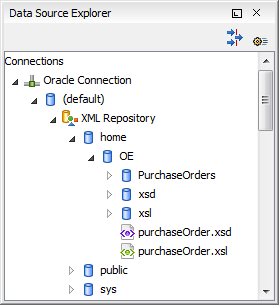 Data Source Explorer
Connections
Oracle Connection
(default)
XML Repository
home
OE
PurchaseOrders
xsd
xsl
purchaseOrder.xsd
purchaseOrder.xsl
public
sys